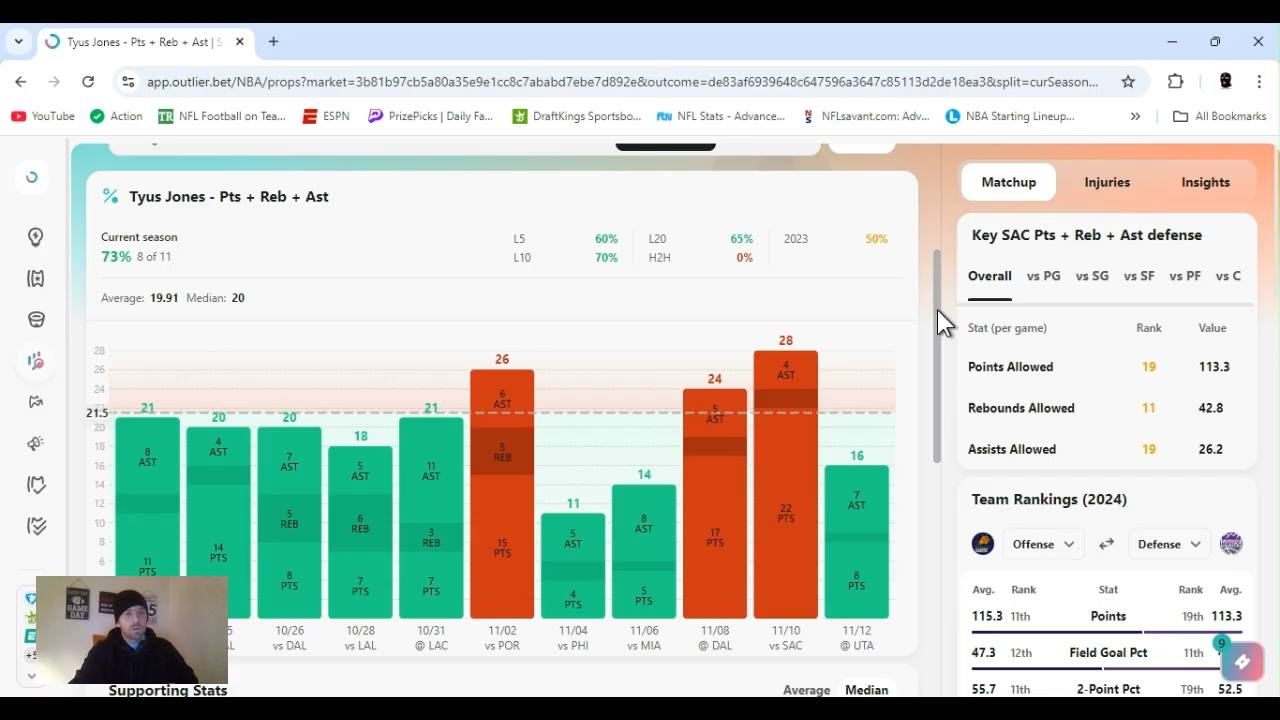 Tyus Jones - Pts + Reb + Ast | S
app.outlier.bet/NBA/props?market=3b81b97cb5a80a35e9e1cc8c7ababd7ebe7d892e&outcome=de83af6939648c647596a3647c85113d2de18ea3&split=curSeason...
YouTube Action NFL Football on Tea... ESPN PrizePicks | Daily Fa... DraftKings Sportsbo... NFL Stats - Advance... NFLsavant.com: Adv... NBA Starting Lineup... » All Bookmarks
Tyus Jones - Pts + Reb + Ast
Current season
73% 8 of 11
L5 60% L20 65% 2023 50%
L10 70% H2H 0%
Average: 19.91 Median: 20
28
26
24
21.5
20
18
16
14
12
10
8
6
21
8 AST
11 PTS
20
4 AST
14 PTS
20
7 AST
5 REB
8 PTS
18
5 AST
6 REB
7 PTS
21
11 AST
3 REB
7 PTS
26
6 AST
5 REB
15 PTS
11
5 AST
4 PTS
14
8 AST
5 PTS
24
5 AST
17 PTS
28
4 AST
22 PTS
16
7 AST
8 PTS
10/26 10/28 10/31 11/02 11/04 11/06 11/08 11/10 11/12
vs DAL vs LAL @ LAC vs POR vs PHI vs MIA @ DAL vs SAC @ UTA
Supporting Stats
Average Median
Matchup Injuries Insights
Key SAC Pts + Reb + Ast defense
Overall vs PG vs SG vs SF vs PF vs C
Stat (per game) Rank Value
Points Allowed 19 113.3
Rebounds Allowed 11 42.8
Assists Allowed 19 26.2
Team Rankings (2024)
Offense Defense
Avg. Rank Stat Rank Avg.
115.3 11th Points 19th 113.3
47.3 12th Field Goal Pct 11th
55.7 11th 2-Point Pct T9th 52.5
9
GAME DAY